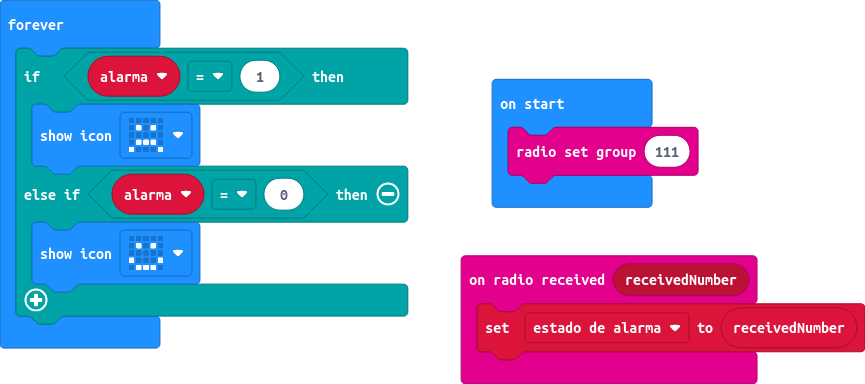 forever
if alarma = 1 then
show icon
else if alarma = 0 then
show icon
on start
radio set group 111
on radio received receivedNumber
set estado de alarma to receivedNumber